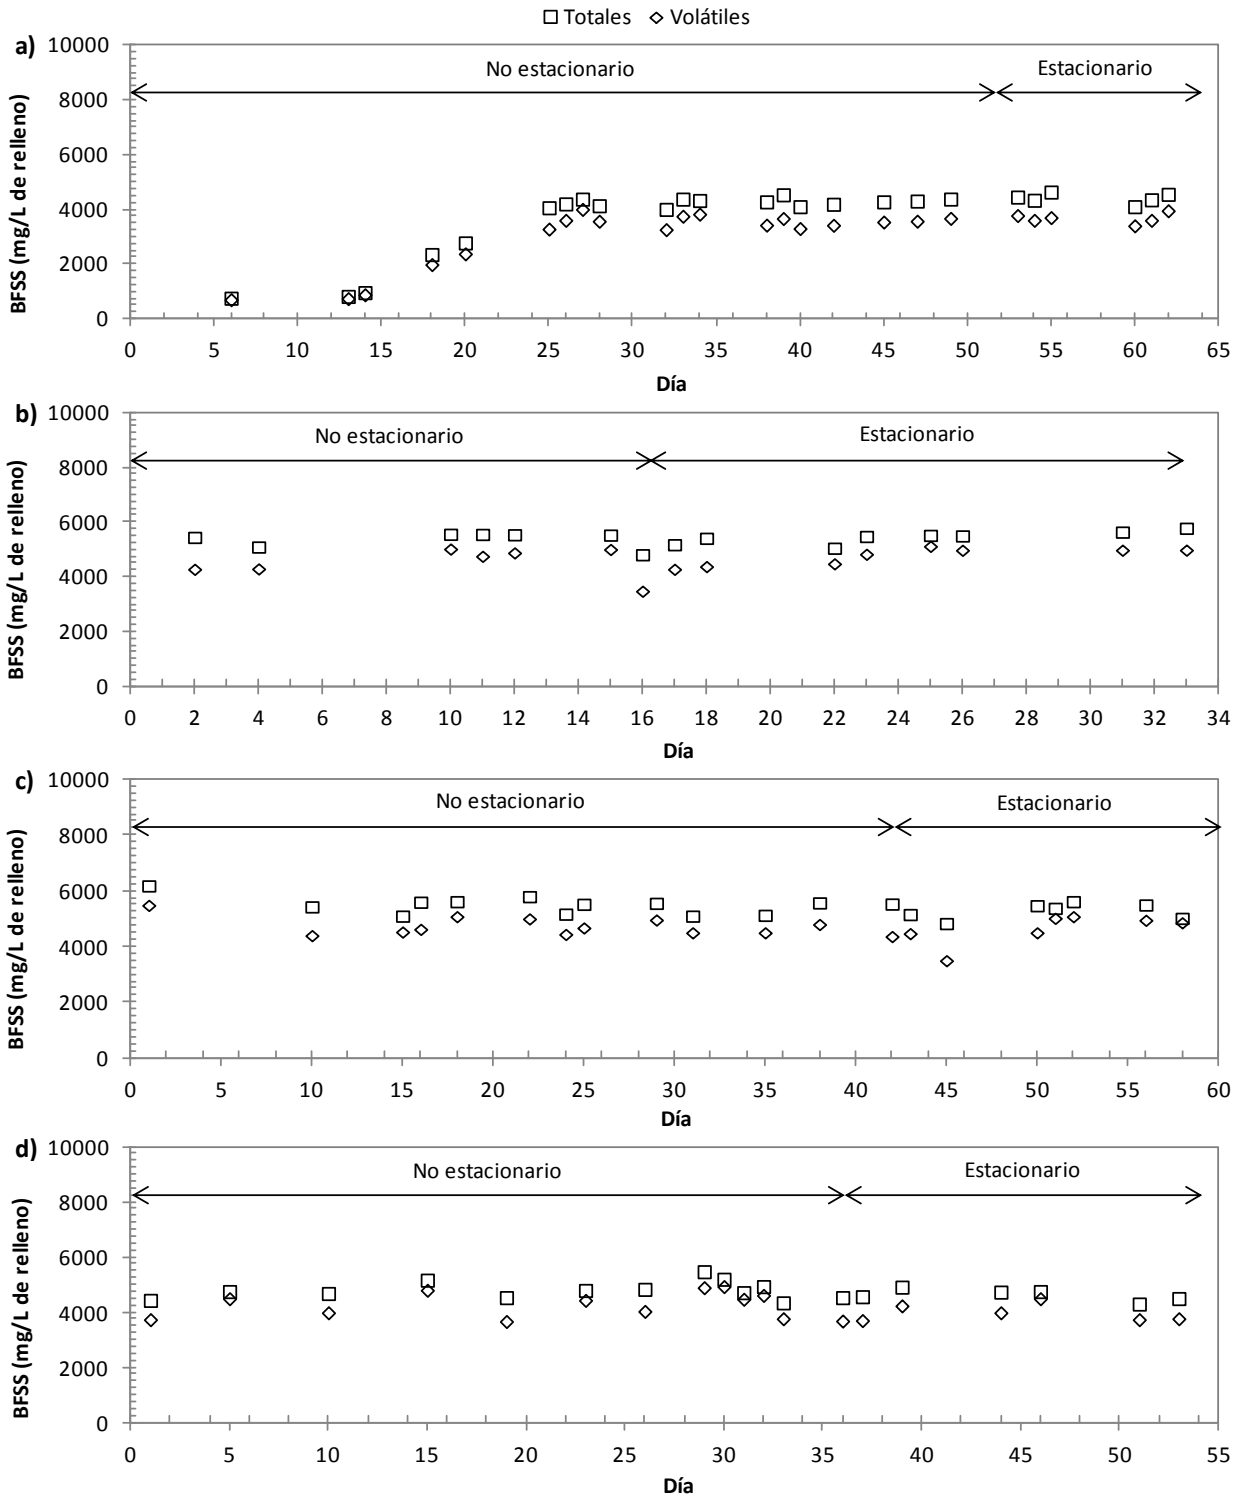 Totales Volátiles
a)
No estacionario Estacionario
10000
8000
6000
4000
2000
0
BFSS (mg/L de relleno)
0 5 10 15 20 25 30 35 40 45 50 55 60 65
Día
b)
No estacionario Estacionario
10000
8000
6000
4000
2000
0
BFSS (mg/L de relleno)
0 2 4 6 8 10 12 14 16 18 20 22 24 26 28 30 32 34
Día
c)
No estacionario Estacionario
10000
8000
6000
4000
2000
0
BFSS (mg/L de relleno)
0 5 10 15 20 25 30 35 40 45 50 55 60
Día
d)
No estacionario Estacionario
10000
8000
6000
4000
2000
0
BFSS (mg/L de relleno)
0 5 10 15 20 25 30 35 40 45 50 55
Día